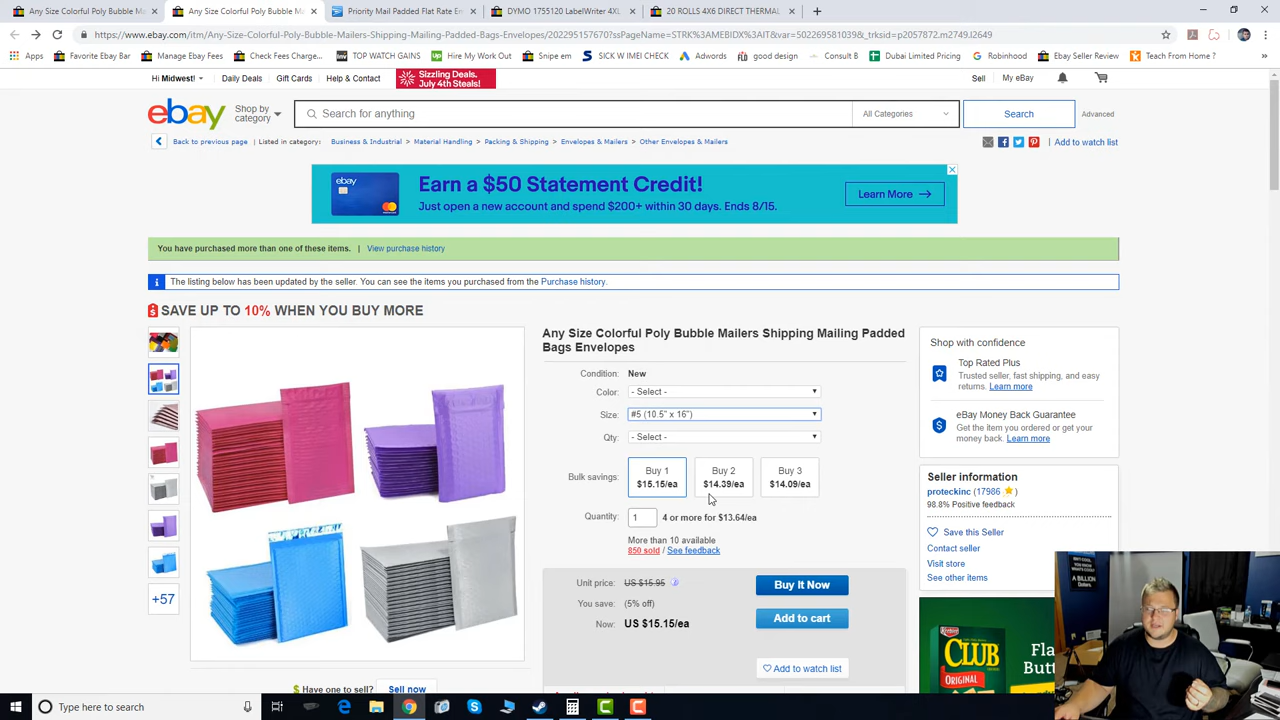 Any Size Colorful Poly Bubble M
Any Size Colorful Poly Bubble M
Priority Mail Padded Flat Rate En
DYMO 1755120 LabelWriter 4XL
20 ROLLS 4X6 DIRECT THERMAL
https://www.ebay.com/itm/Any-Size-Colorful-Poly-Bubble-Mailers-Shipping-Mailing-Padded-Bags-Envelopes/202295157670?ssPageName=STRK%3AMEBIDX%3AIT&var=502269581039&_trksid=p2057872.m2749.l2649
Apps Favorite Ebay Bar Manage Ebay Fees Check Fees Charge... TOP WATCH GAINS Hire My Work Out Snipe em SICK W IMEI CHECK Adwords good design Consult B Dubai Limited Pricing Robinhood Ebay Seller Review Teach From Home ?
Hi Midwest! Daily Deals Gift Cards Help & Contact
Sizzling Deals.
July 4th Steals!
Sell My eBay
ebay
Shop by
category
Search for anything
All Categories
Search
Advanced
Back to previous page | Listed in category: Business & Industrial > Material Handling > Packing & Shipping > Envelopes & Mailers > Other Envelopes & Mailers
| Add to watch list
ebay
Earn a $50 Statement Credit!
Just open a new account and spend $200+ within 30 days. Ends 8/15.
Learn More →
You have purchased more than one of these items. | View purchase history
i The listing below has been updated by the seller. You can see the items you purchased from the Purchase history.
SAVE UP TO 10% WHEN YOU BUY MORE
+57
$ Have one to sell? Sell now
Any Size Colorful Poly Bubble Mailers Shipping Mailing Padded
Bags Envelopes
Condition: New
Color: - Select -
Size: #5 (10.5" x 16")
Qty: - Select -
Bulk savings:
Buy 1
$15.15/ea
Buy 2
$14.39/ea
Buy 3
$14.09/ea
Quantity: 1 4 or more for $13.64/ea
More than 10 available
850 sold / See feedback
Unit price: US $15.95
You save: (5% off)
Now: US $15.15/ea
Buy It Now
Add to cart
Add to watch list
Shop with confidence
Top Rated Plus
Trusted seller, fast shipping, and easy
returns. Learn more
eBay Money Back Guarantee
Get the item you ordered or get your
money back. Learn more
Seller information
proteckinc (17986 )
98.8% Positive feedback
Save this Seller
Contact seller
Visit store
See other items
Keebler
CLUB
ORIGINAL
CRACKERS
Fla
Butt
A BILLION
Dollars.
Type here to search